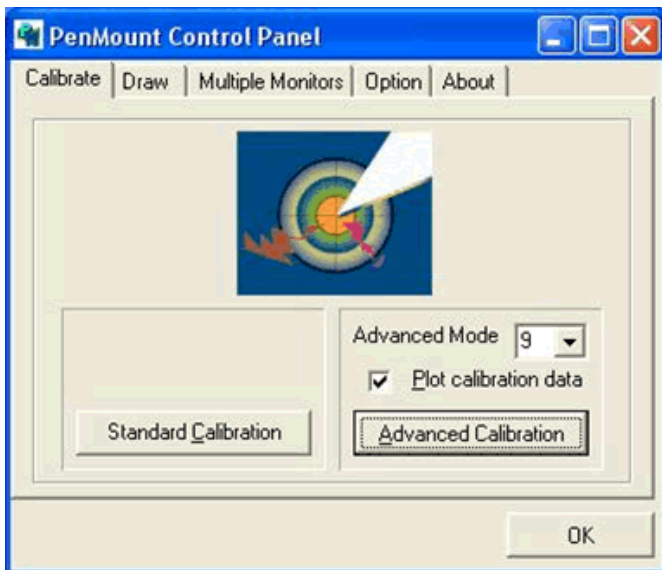 PenMount Control Panel
Calibrate Draw Multiple Monitors Option About
Advanced Mode 9
Plot calibration data
Standard Calibration Advanced Calibration
OK